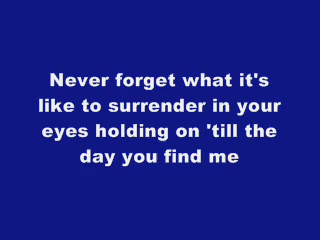 Never forget what it's
like to surrender in your
eyes holding on 'till the
day you find me